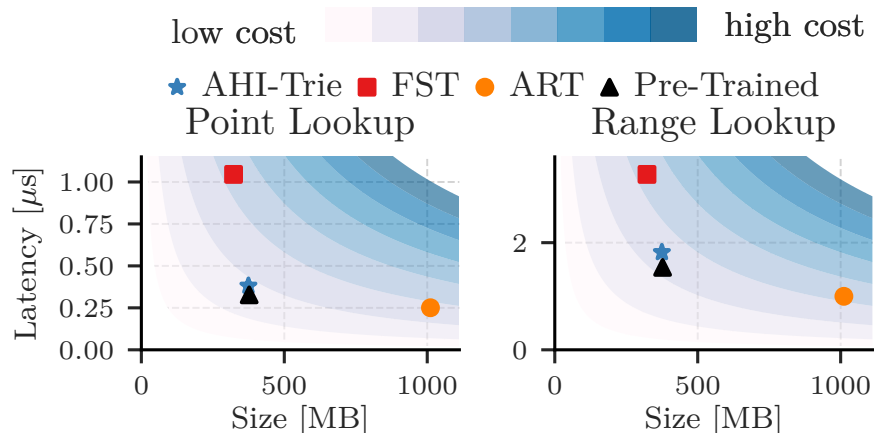 low cost high cost
AHI-Trie FST ART Pre-Trained
Point Lookup Range Lookup
Latency [μs]
1.00
0.75
0.50
0.25
0.00
0 500 1000
Size [MB]
2
0
0 500 1000
Size [MB]